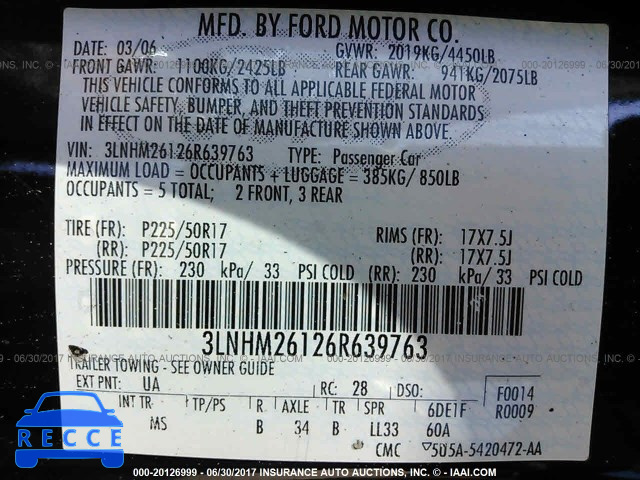 MFD. BY FORD MOTOR CO.
DATE: 03/06 GVWR: 2019KG/4450LB
FRONT GAWR: 1100KG/2425LB REAR GAWR: 941KG/2075LB
THIS VEHICLE CONFORMS TO ALL APPLICABLE FEDERAL MOTOR
VEHICLE SAFETY, BUMPER, AND THEFT PREVENTION STANDARDS
IN EFFECT ON THE DATE OF MANUFACTURE SHOWN ABOVE.
VIN: 3LNHM26126R639763 TYPE: Passenger Car
MAXIMUM LOAD = OCCUPANTS + LUGGAGE = 385KG/ 850LB
OCCUPANTS = 5 TOTAL; 2 FRONT, 3 REAR
TIRE (FR): P225/50R17 RIMS (FR): 17X7.5J
(RR): P225/50R17 (RR): 17X7.5J
PRESSURE (FR): 230 kPa/ 33 PSI COLD (RR): 230 kPa/ 33 PSI COLD
3LNHM26126R639763
TRAILER TOWING - SEE OWNER GUIDE
EXT PNT: UA RC: 28 DSO: F0014
R0009
INT TR TP/PS R AXLE TR SPR 6DE1F
MS B 34 B LL33 60A
CMC 5U5A-5420472-AA
RECEC
000-20126999 - 06/30/2017 INSURANCE AUTO AUCTIONS - IAAI.COM